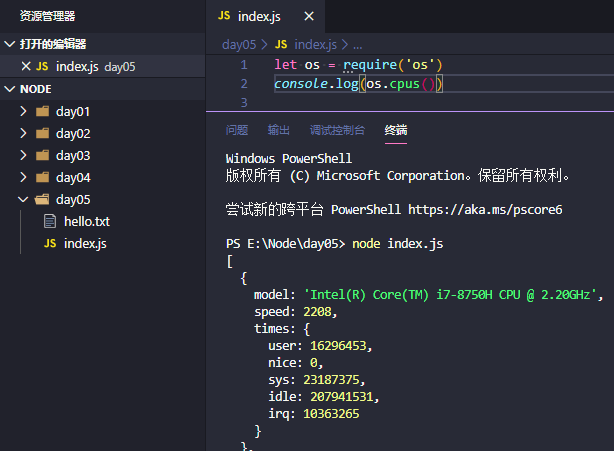 资源管理器
打开的编辑器
JS index.js day05
NODE
day01
day02
day03
day04
day05
hello.txt
JS index.js
JS index.js
day05 > JS index.js > ...
1 let os = require('os')
2 console.log(os.cpus())
3
问题 输出 调试控制台 终端
Windows PowerShell
版权所有 (C) Microsoft Corporation。保留所有权利。
尝试新的跨平台 PowerShell https://aka.ms/pscore6
PS E:\Node\day05> node index.js
[
{
model: 'Intel(R) Core(TM) i7-8750H CPU @ 2.20GHz',
speed: 2208,
times: {
user: 16296453,
nice: 0,
sys: 23187375,
idle: 207941531,
irq: 10363265
}
},